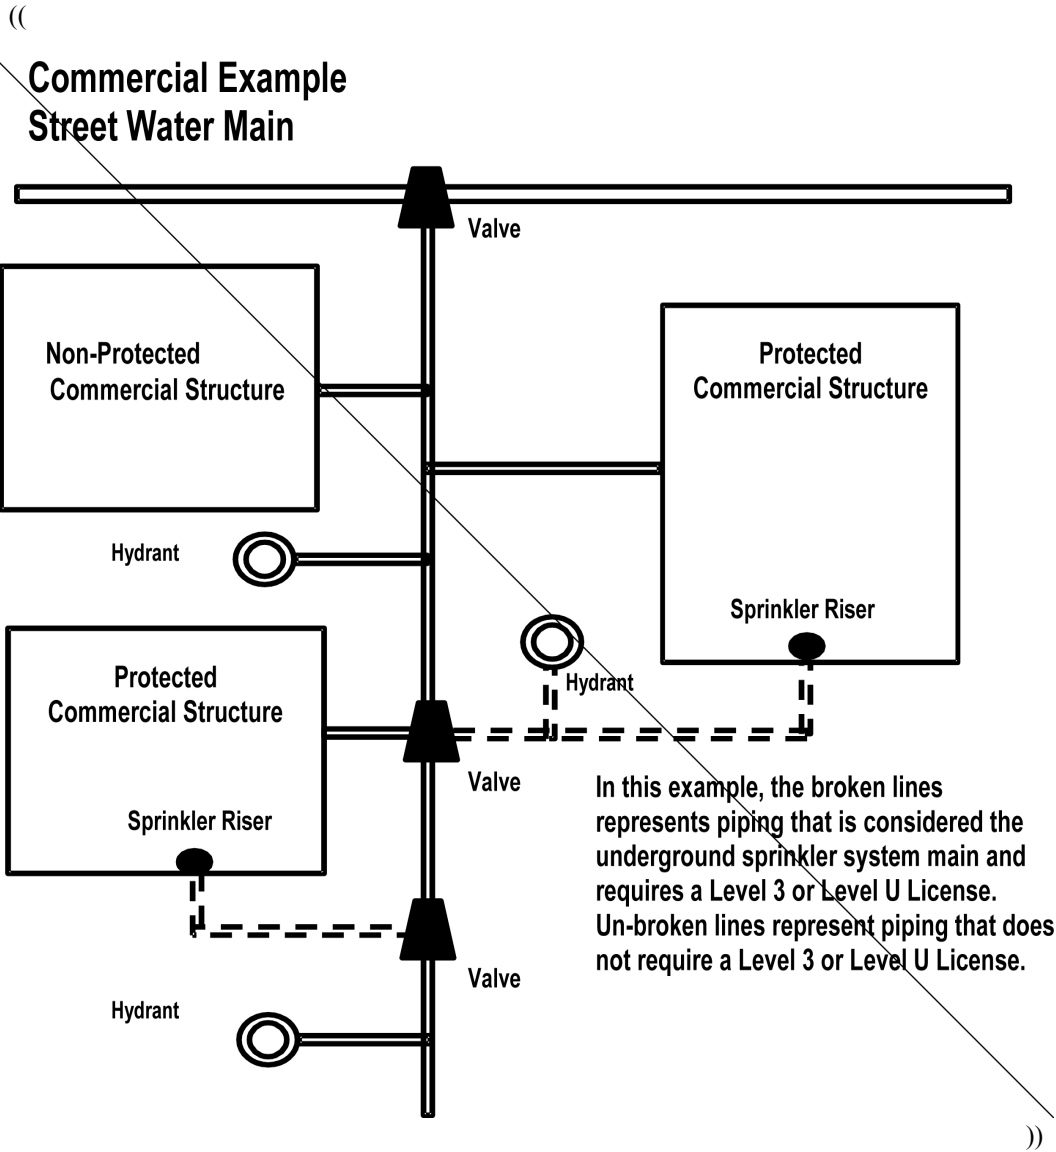 ((
Commercial Example
Street Water Main
Valve
Non-Protected
Commercial Structure
Protected
Commercial Structure
Hydrant
Sprinkler Riser
Hydrant
Protected
Commercial Structure
Sprinkler Riser
Valve
In this example, the broken lines
represents piping that is considered the
underground sprinkler system main and
requires a Level 3 or Level U License.
Un-broken lines represent piping that does
not require a Level 3 or Level U License.
Valve
Hydrant
))